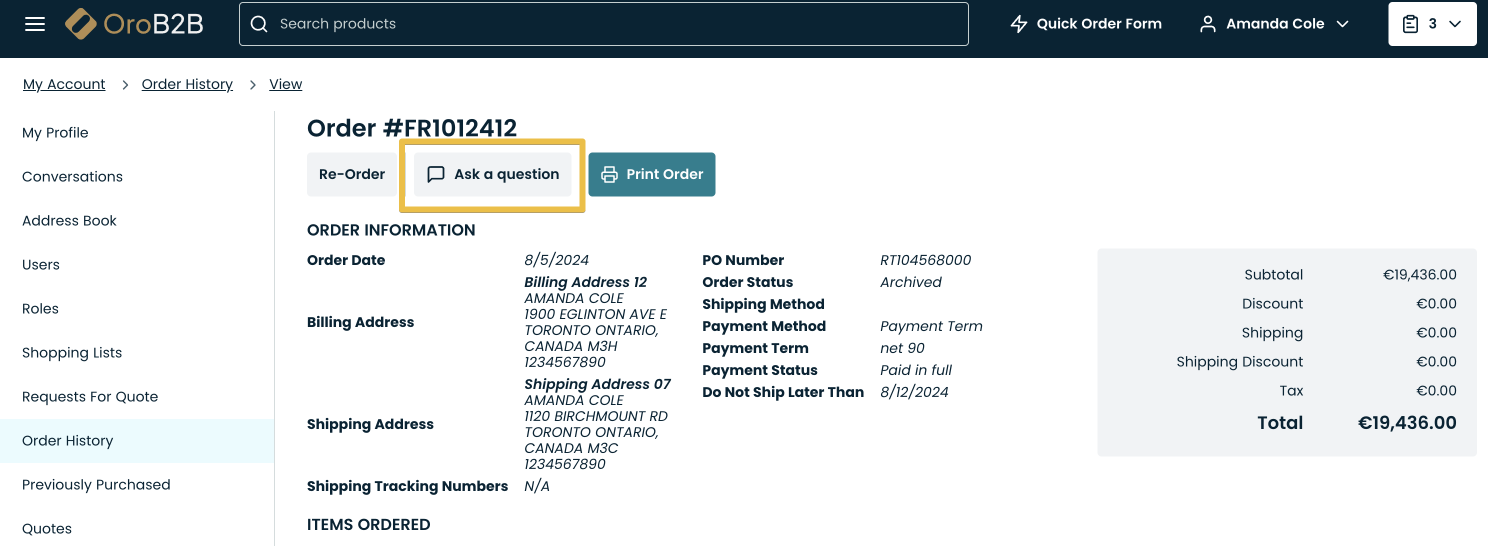 OroB2B
Search products
Quick Order Form
Amanda Cole
3
My Account > Order History > View
My Profile
Conversations
Address Book
Users
Roles
Shopping Lists
Requests For Quote
Order History
Previously Purchased
Quotes
Order #FR1012412
Re-Order
Ask a question
Print Order
ORDER INFORMATION
Order Date 8/5/2024
Billing Address
Billing Address 12
AMANDA COLE
1900 EGLINTON AVE E
TORONTO ONTARIO,
CANADA M3H
1234567890
Shipping Address
Shipping Address 07
AMANDA COLE
1120 BIRCHMOUNT RD
TORONTO ONTARIO,
CANADA M3C
1234567890
Shipping Tracking Numbers N/A
PO Number RT104568000
Order Status Archived
Shipping Method
Payment Method Payment Term
Payment Term net 90
Payment Status Paid in full
Do Not Ship Later Than 8/12/2024
Subtotal €19,436.00
Discount €0.00
Shipping €0.00
Shipping Discount €0.00
Tax €0.00
Total €19,436.00
ITEMS ORDERED